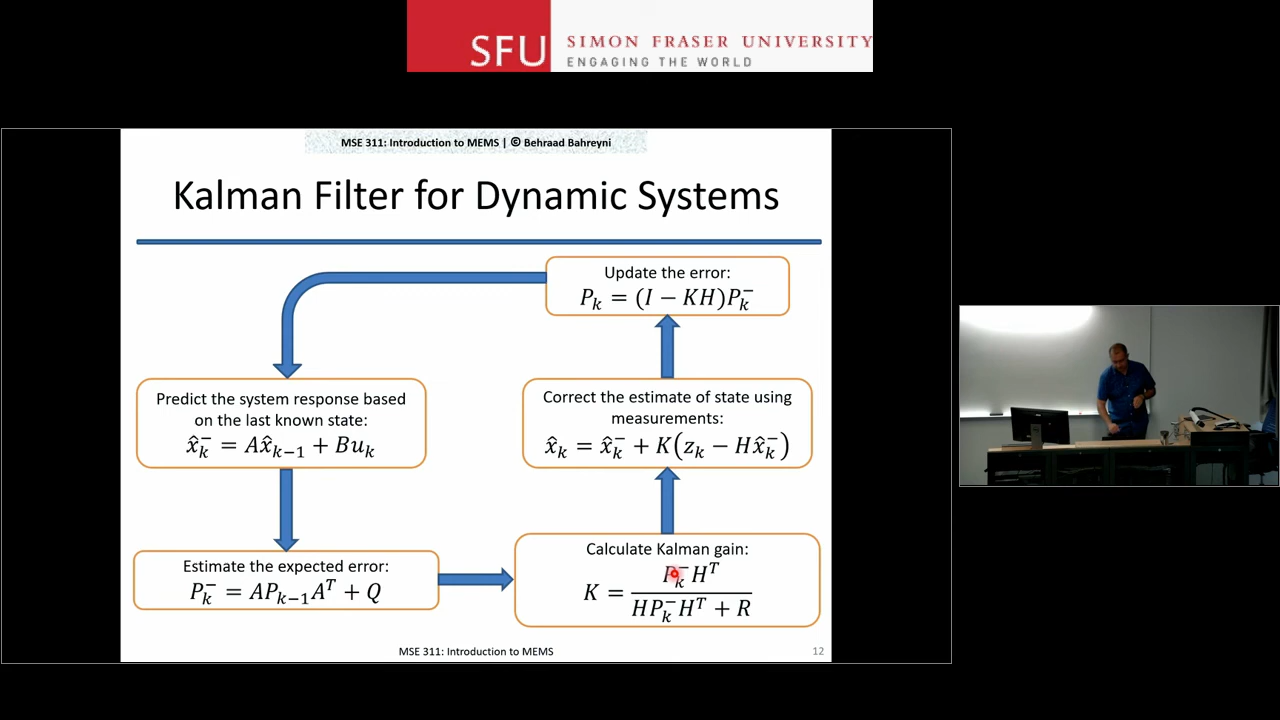 SFU SIMON FRASER UNIVERSITY
ENGAGING THE WORLD
MSE 311: Introduction to MEMS | © Behraad Bahreyni
Kalman Filter for Dynamic Systems
Update the error:
P_k = (I − KH)P_k^−
Predict the system response based
on the last known state:
x̂_k^− = Ax̂_{k−1} + Bu_k
Estimate the expected error:
P_k^− = AP_{k−1}A^T + Q
Calculate Kalman gain:
K = P_k^− H^T / (HP_k^− H^T + R)
Correct the estimate of state using
measurements:
x̂_k = x̂_k^− + K(z_k − Hx̂_k^−)
MSE 311: Introduction to MEMS
12